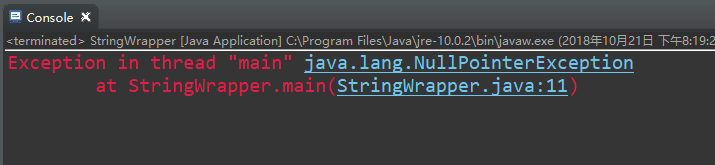 Console
<terminated> StringWrapper [Java Application] C:\Program Files\Java\jre-10.0.2\bin\javaw.exe (2018年10月21日 下午8:19:2
Exception in thread "main" java.lang.NullPointerException
at StringWrapper.main(StringWrapper.java:11)